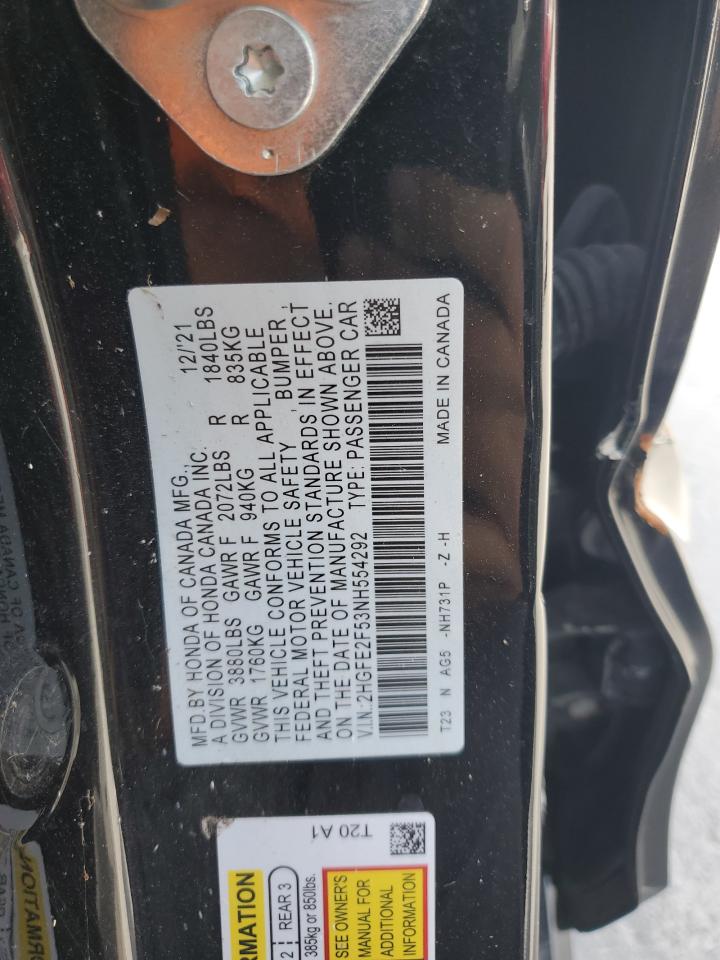 MFD.BY HONDA OF CANADA MFG., 12/'21
A DIVISION OF HONDA CANADA INC.
GVWR 3880LBS GAWR F 2072LBS R 1840LBS
GVWR 1760KG GAWR F 940KG R 835KG
THIS VEHICLE CONFORMS TO ALL APPLICABLE
FEDERAL MOTOR VEHICLE SAFETY , BUMPER ,
AND THEFT PREVENTION STANDARDS IN EFFECT
ON THE DATE OF MANUFACTURE SHOWN ABOVE.
V.I.N.:2HGFE2F53NH554292 TYPE: PASSENGER CAR
T23 N AG5 -NH731P -Z -H MADE IN CANADA
T20 A1
RMATION
2 REAR 3
385kg or 850lbs.
SEE OWNER'S
MANUAL FOR
ADDITIONAL
INFORMATION